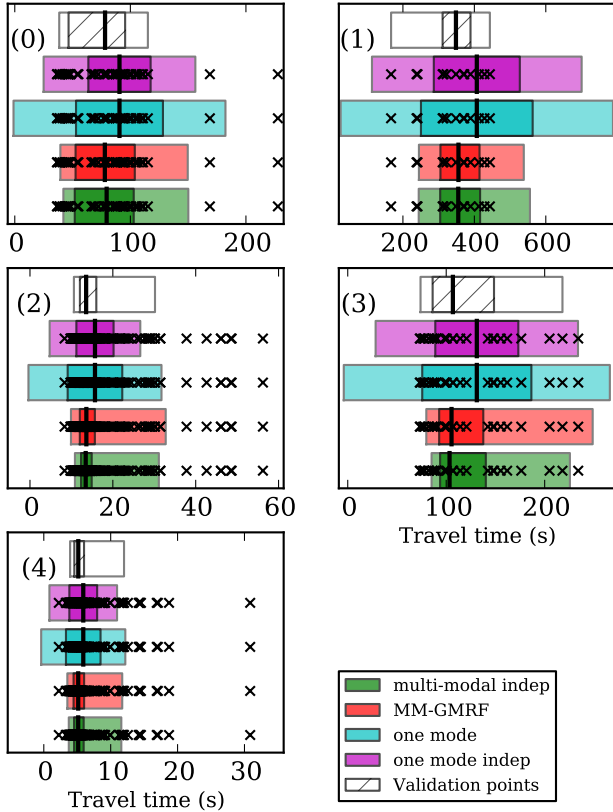 (0)
(1)
0 100 200
200 400 600
(2)
(3)
0 20 40 60
0 100 200
Travel time (s)
(4)
0 10 20 30
Travel time (s)
multi-modal indep
MM-GMRF
one mode
one mode indep
Validation points